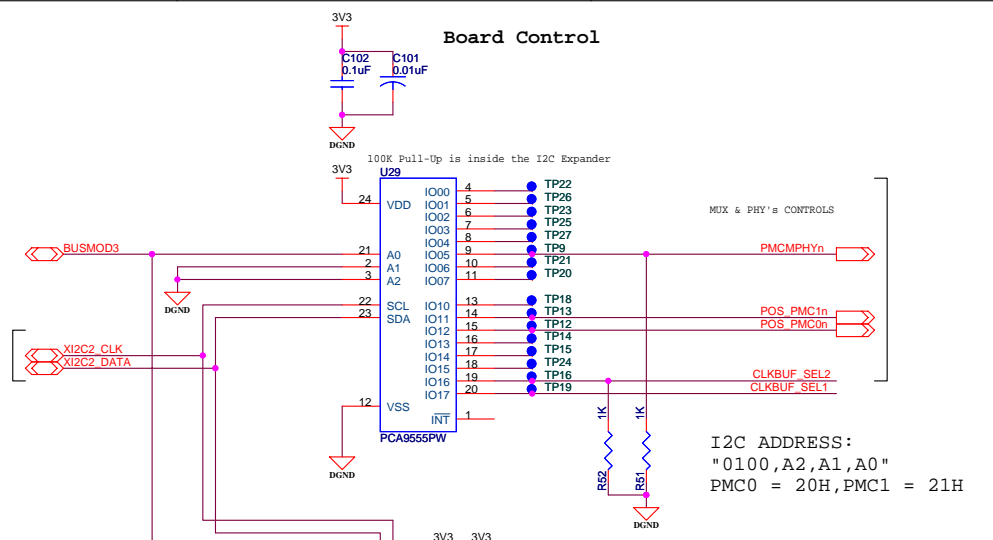 3V3
Board Control
C102
0.1uF
C101
0.01uF
DGND
100K Pull-Up is inside the I2C Expander
3V3
U29
24 VDD
IO00 4 TP22
IO01 5 TP26
IO02 6 TP23
IO03 7 TP25
IO04 8 TP27
MUX & PHY's CONTROLS
BUSMOD3 21 A0
IO05 9 TP9 PMCMPHYn
2 A1
IO06 10 TP21
3 A2
IO07 11 TP20
DGND
22 SCL
IO10 13 TP18
23 SDA
IO11 14 TP13 POS_PMC1n
IO12 15 TP12 POS_PMC0n
IO13 16 TP14
XI2C2_CLK
IO14 17 TP15
XI2C2_DATA
IO15 18 TP24
IO16 19 TP16 CLKBUF_SEL2
IO17 20 TP19 CLKBUF_SEL1
12 VSS
INT 1
PCA9555PW
1K
1K
R52
R51
DGND
DGND
I2C ADDRESS:
"0100,A2,A1,A0"
PMC0 = 20H,PMC1 = 21H
3V3
3V3